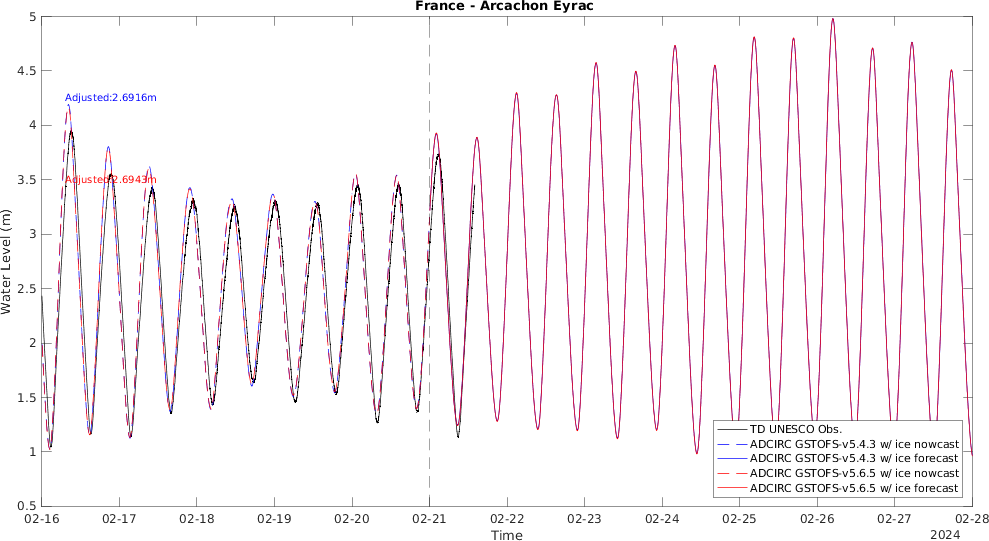 France - Arcachon Eyrac
Water Level (m)
5
4.5
4
3.5
3
2.5
2
1.5
1
0.5
Adjusted:2.6916m
Adjusted:2.6943m
TD UNESCO Obs.
ADCIRC GSTOFS-v5.4.3 w/ ice nowcast
ADCIRC GSTOFS-v5.4.3 w/ ice forecast
ADCIRC GSTOFS-v5.6.5 w/ ice nowcast
ADCIRC GSTOFS-v5.6.5 w/ ice forecast
02-16 02-17 02-18 02-19 02-20 02-21 02-22 02-23 02-24 02-25 02-26 02-27 02-28
Time
2024